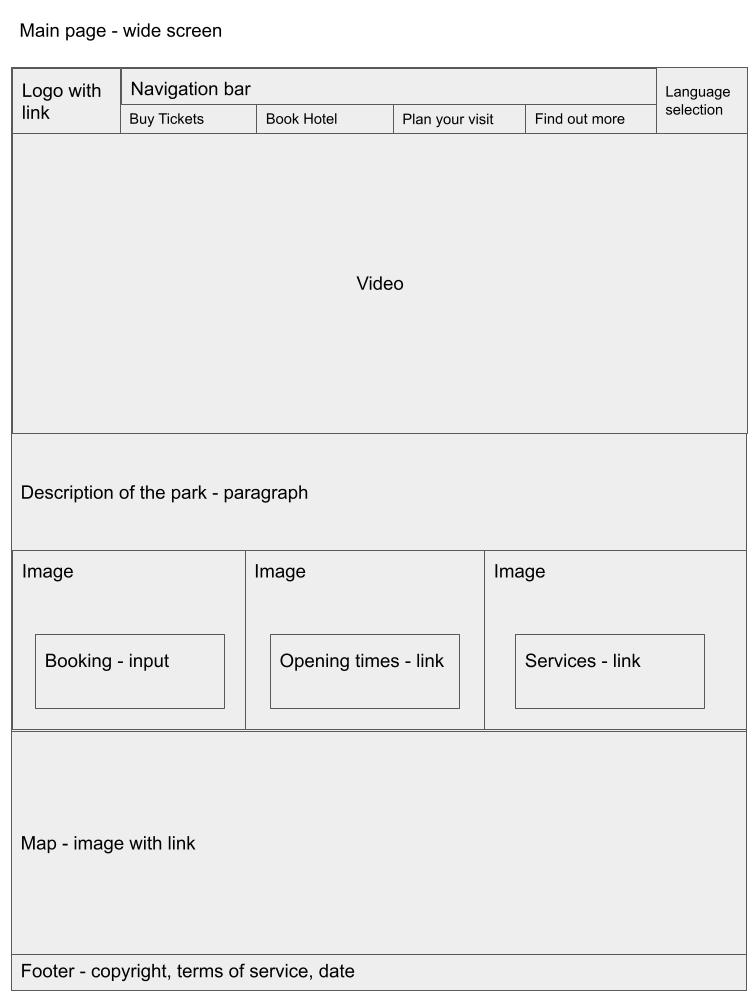 Main page - wide screen
Logo with
link
Navigation bar
Language
selection
Buy Tickets
Book Hotel
Plan your visit
Find out more
Video
Description of the park - paragraph
Image
Image
Image
Booking - input
Opening times - link
Services - link
Map - image with link
Footer - copyright, terms of service, date